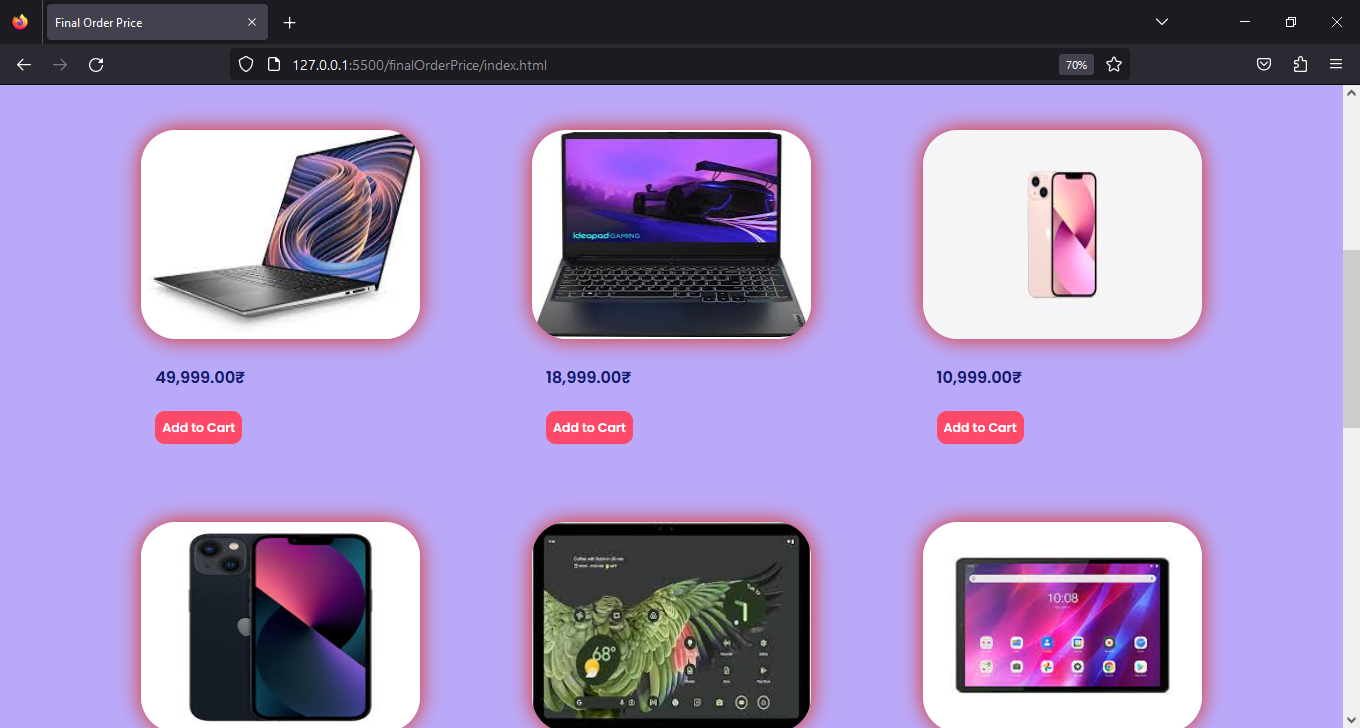 Final Order Price
127.0.0.1:5500/finalOrderPrice/index.html
70%
ideapad GAMING
49,999.00₹
18,999.00₹
10,999.00₹
Add to Cart
Add to Cart
Add to Cart
68°
10:08